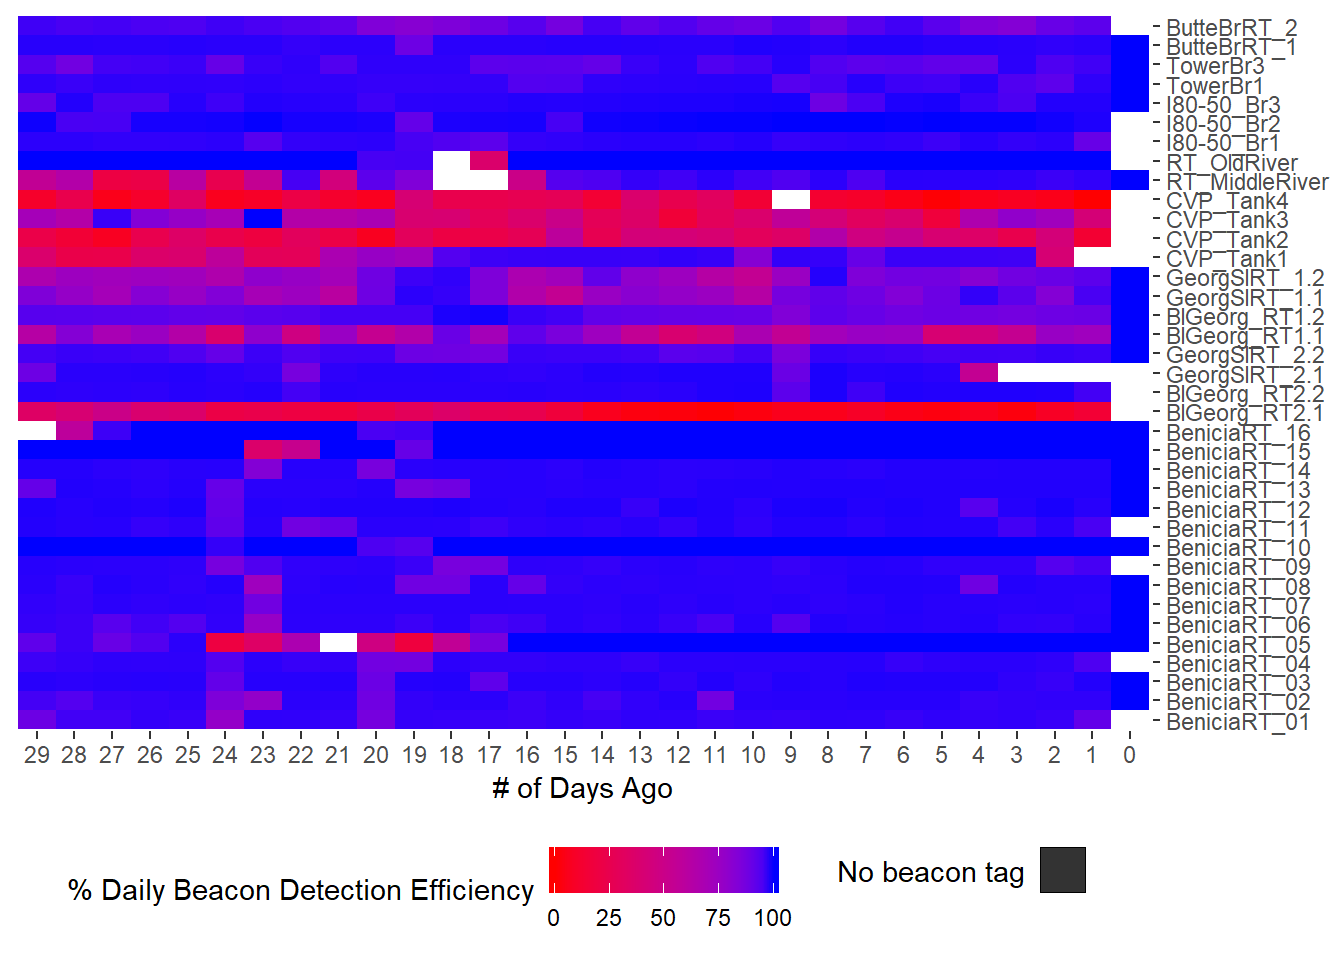 ButteBrRT_2
ButteBrRT_1
TowerBr3
TowerBr1
I80-50_Br3
I80-50_Br2
I80-50_Br1
RT_OldRiver
RT_MiddleRiver
CVP_Tank4
CVP_Tank3
CVP_Tank2
CVP_Tank1
GeorgSlRT_1.2
GeorgSlRT_1.1
BlGeorg_RT1.2
BlGeorg_RT1.1
GeorgSlRT_2.2
GeorgSlRT_2.1
BlGeorg_RT2.2
BlGeorg_RT2.1
BeniciaRT_16
BeniciaRT_15
BeniciaRT_14
BeniciaRT_13
BeniciaRT_12
BeniciaRT_11
BeniciaRT_10
BeniciaRT_09
BeniciaRT_08
BeniciaRT_07
BeniciaRT_06
BeniciaRT_05
BeniciaRT_04
BeniciaRT_03
BeniciaRT_02
BeniciaRT_01
29 28 27 26 25 24 23 22 21 20 19 18 17 16 15 14 13 12 11 10 9 8 7 6 5 4 3 2 1 0
# of Days Ago
% Daily Beacon Detection Efficiency
0 25 50 75 100
No beacon tag